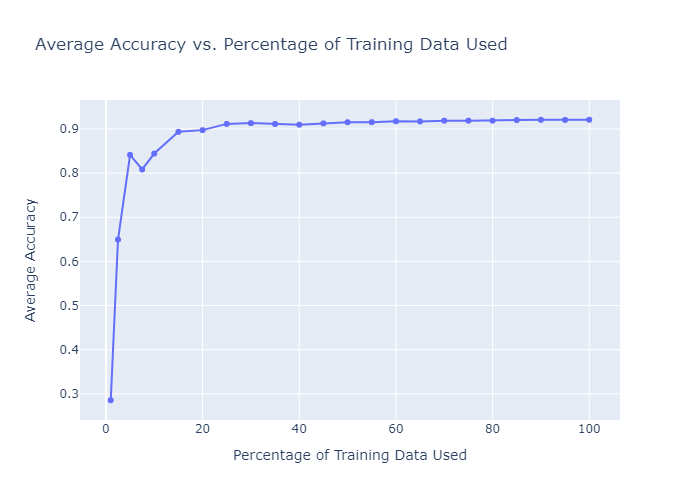 Average Accuracy vs. Percentage of Training Data Used
Average Accuracy
0.9
0.8
0.7
0.6
0.5
0.4
0.3
0 20 40 60 80 100
Percentage of Training Data Used